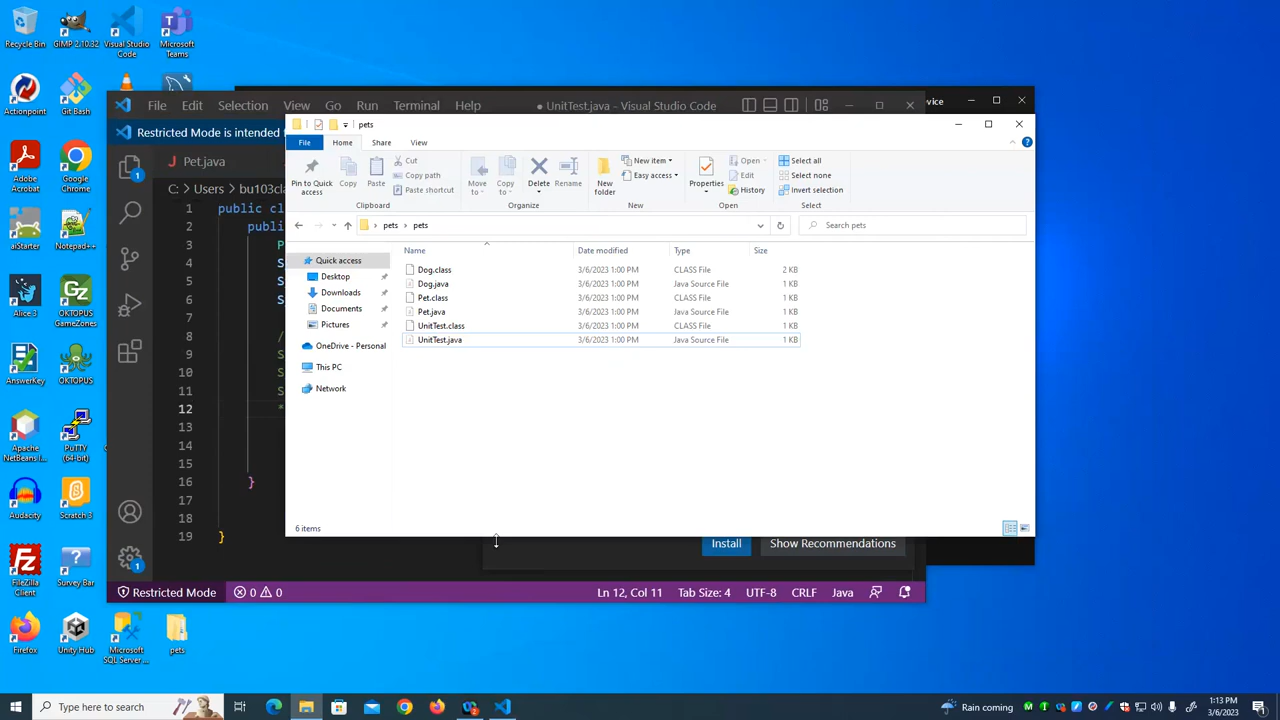 Recycle Bin
GIMP 2.10.32
Visual Studio Code
Microsoft Teams
Actionpoint
Git Bash
Adobe Acrobat
Google Chrome
aiStarter
Notepad++
Alice 3
OKTOPUS GameZones
AnswerKey
OKTOPUS
Apache NetBeans I...
PuTTY (64-bit)
Audacity
Scratch 3
FileZilla Client
Survey Bar
Firefox
Unity Hub
Microsoft SQL Server ...
pets
File Edit Selection View Go Run Terminal Help
● UnitTest.java - Visual Studio Code
vice
Restricted Mode is intended f
Pet.java
C: > Users > bu103cl
1 public cl
2 publi
3 P
4 S
5 S
6 S
7
8 /
9 S
10 S
11 S
12 *
13
14
15
16 }
17
18
19 }
Install
Show Recommendations
Restricted Mode
0 0
Ln 12, Col 11
Tab Size: 4
UTF-8
CRLF
Java
pets
File Home Share View
Pin to Quick access
Copy
Paste
Cut
Copy path
Paste shortcut
Clipboard
Move to
Copy to
Delete
Rename
Organize
New folder
New item
Easy access
New
Properties
Open
Edit
History
Open
Select all
Select none
Invert selection
Select
pets > pets
Search pets
Quick access
Desktop
Downloads
Documents
Pictures
OneDrive - Personal
This PC
Network
Name Date modified Type Size
Dog.class 3/6/2023 1:00 PM CLASS File 2 KB
Dog.java 3/6/2023 1:00 PM Java Source File 1 KB
Pet.class 3/6/2023 1:00 PM CLASS File 1 KB
Pet.java 3/6/2023 1:00 PM Java Source File 1 KB
UnitTest.class 3/6/2023 1:00 PM CLASS File 1 KB
UnitTest.java 3/6/2023 1:00 PM Java Source File 1 KB
6 items
Type here to search
Rain coming
1:13 PM
3/6/2023